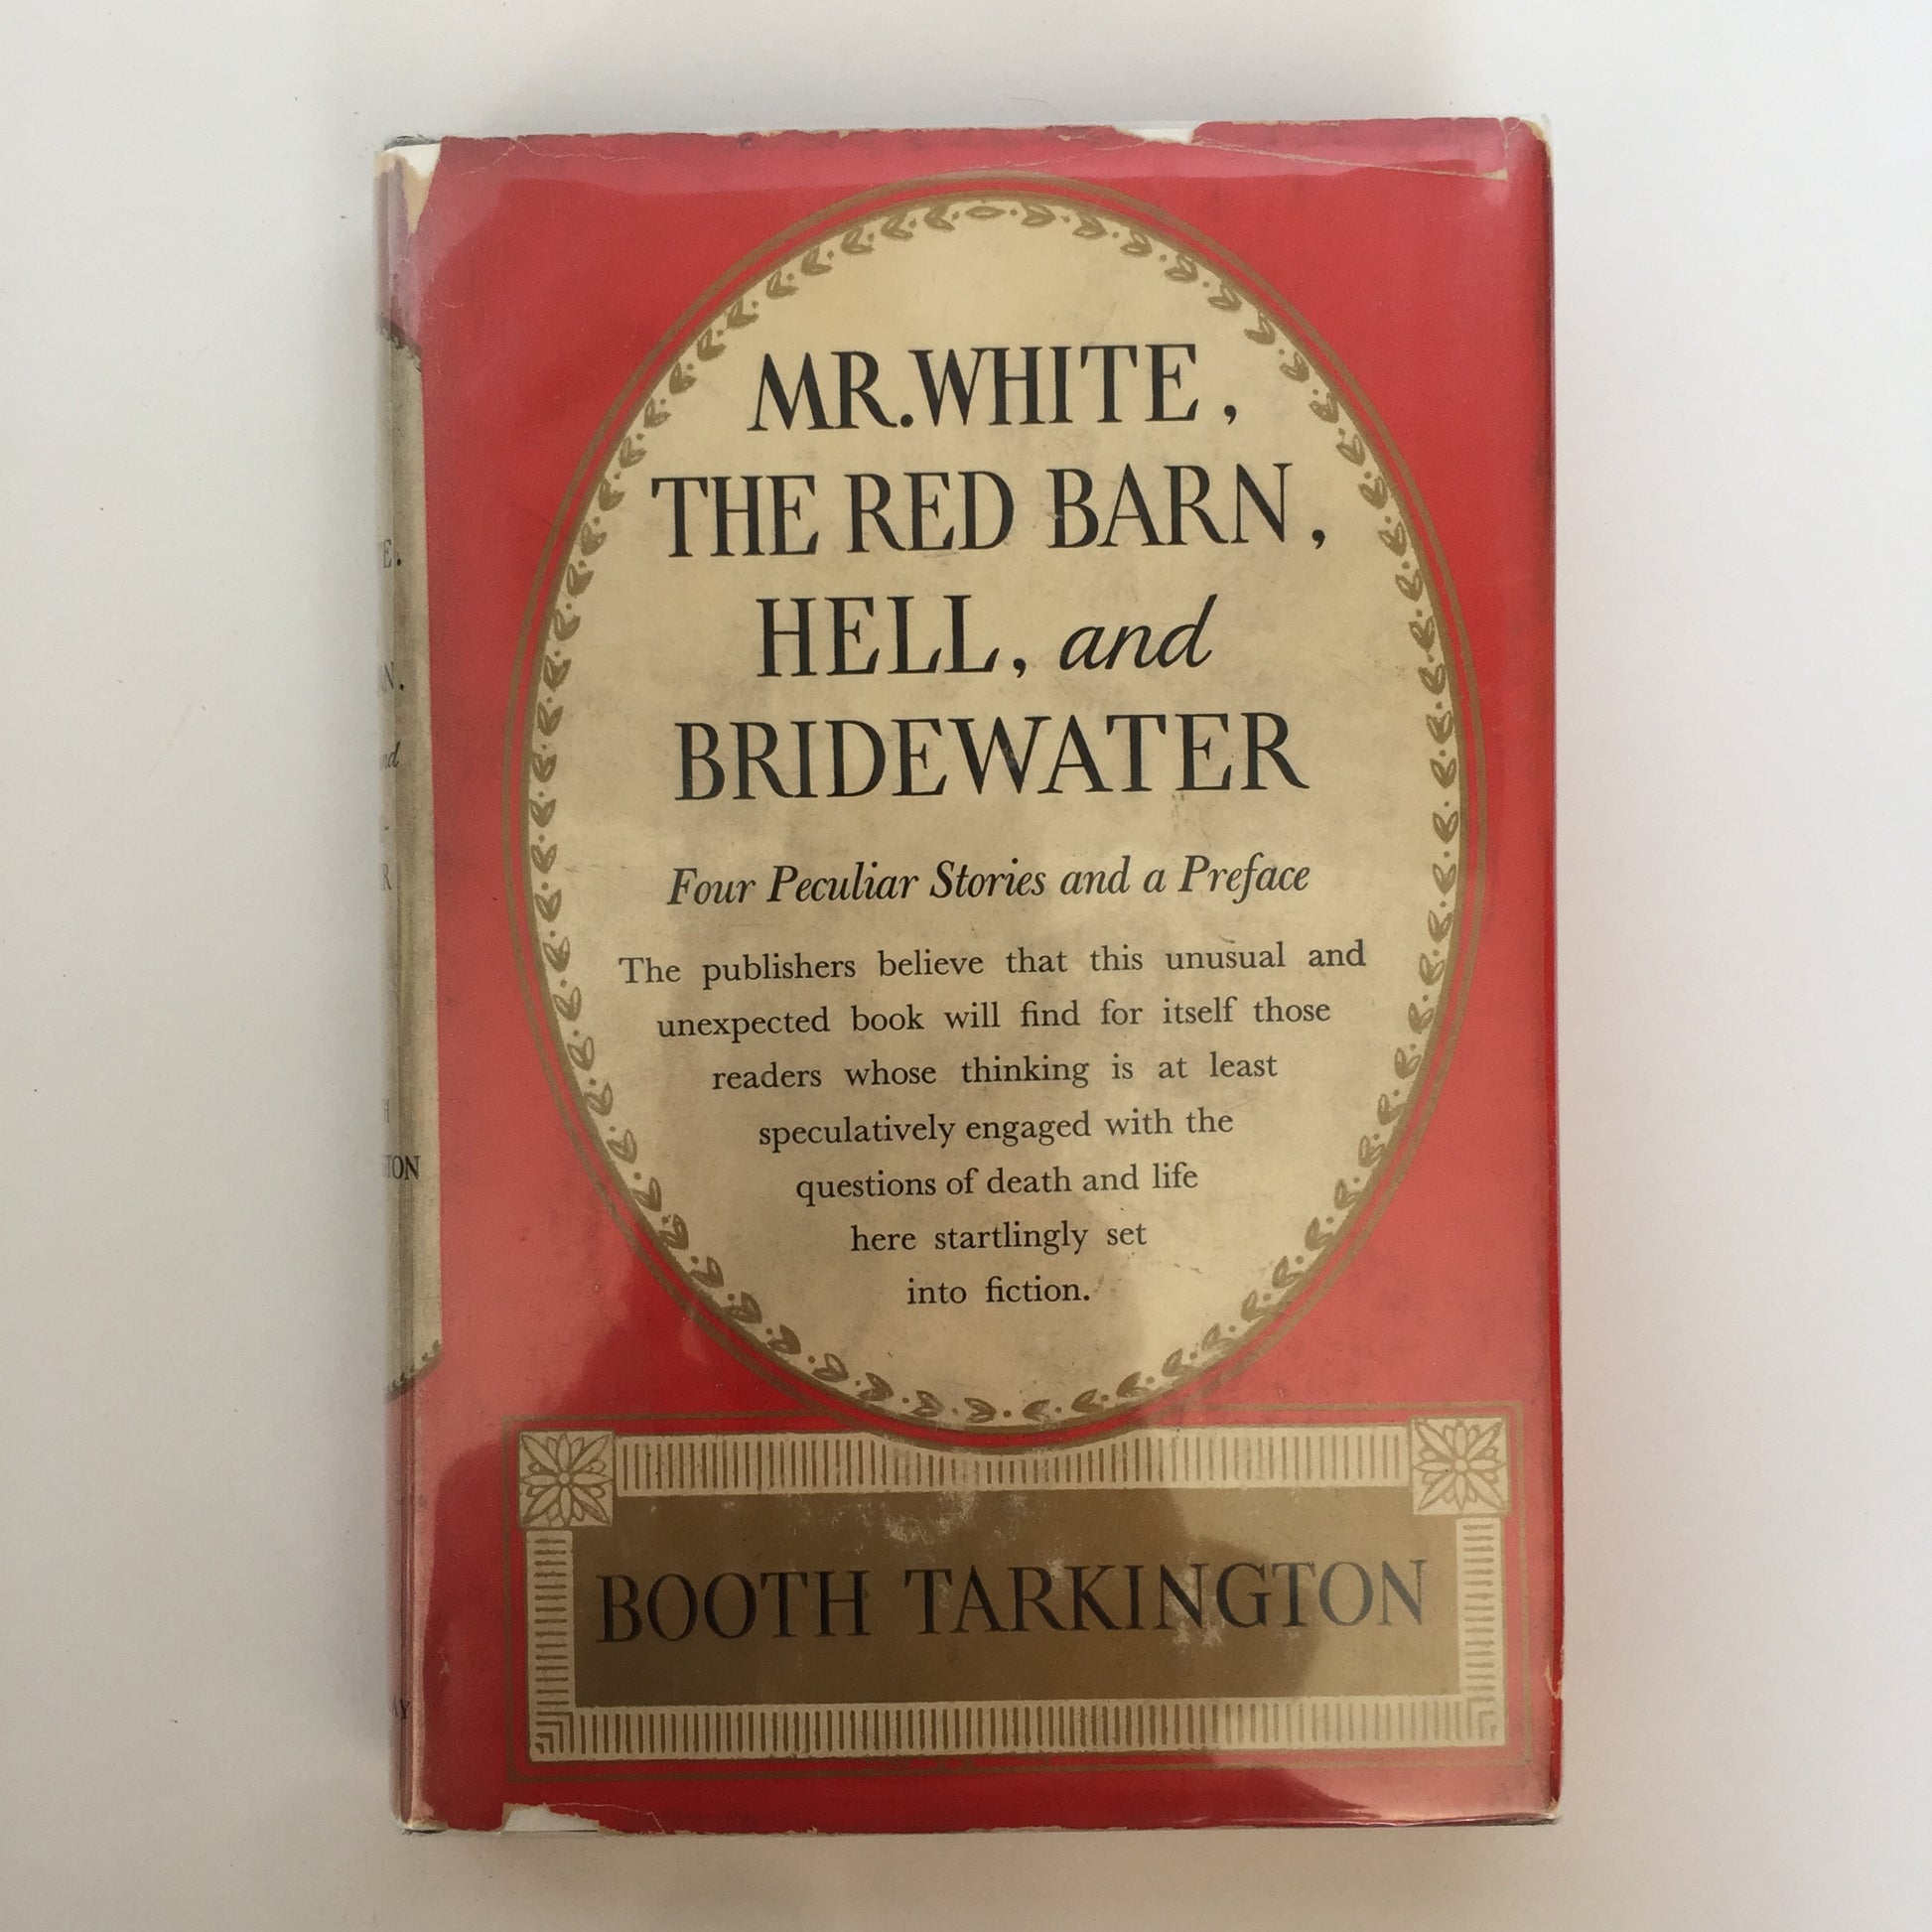 MR. WHITE,
THE RED BARN,
HELL, and
BRIDEWATER
Four Peculiar Stories and a Preface
The publishers believe that this unusual and
unexpected book will find for itself those
readers whose thinking is at least
speculatively engaged with the
questions of death and life
here startlingly set
into fiction.
BOOTH TARKINGTON